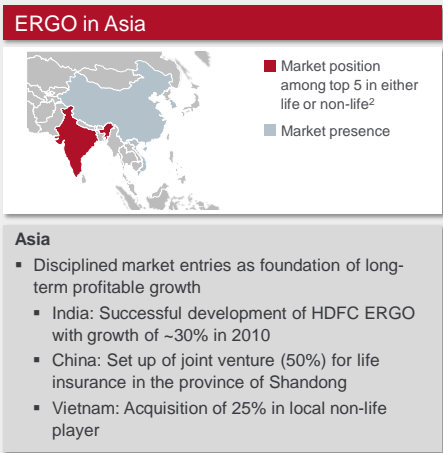 ERGO in Asia
Market position
among top 5 in either
life or non-life²
Market presence
Asia
▪ Disciplined market entries as foundation of long-
term profitable growth
▪ India: Successful development of HDFC ERGO
with growth of ~30% in 2010
▪ China: Set up of joint venture (50%) for life
insurance in the province of Shandong
▪ Vietnam: Acquisition of 25% in local non-life
player